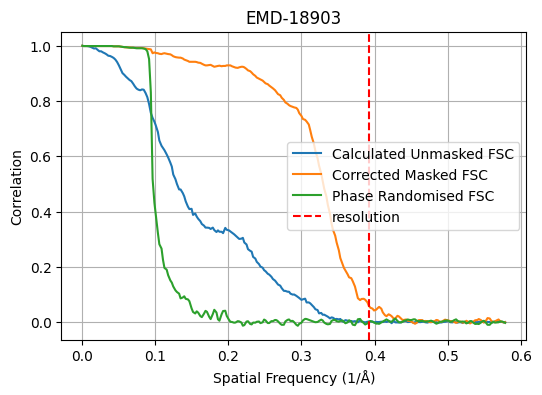 EMD-18903
Correlation
1.0
0.8
0.6
0.4
0.2
0.0
Calculated Unmasked FSC
Corrected Masked FSC
Phase Randomised FSC
resolution
0.0 0.1 0.2 0.3 0.4 0.5 0.6
Spatial Frequency (1/Å)